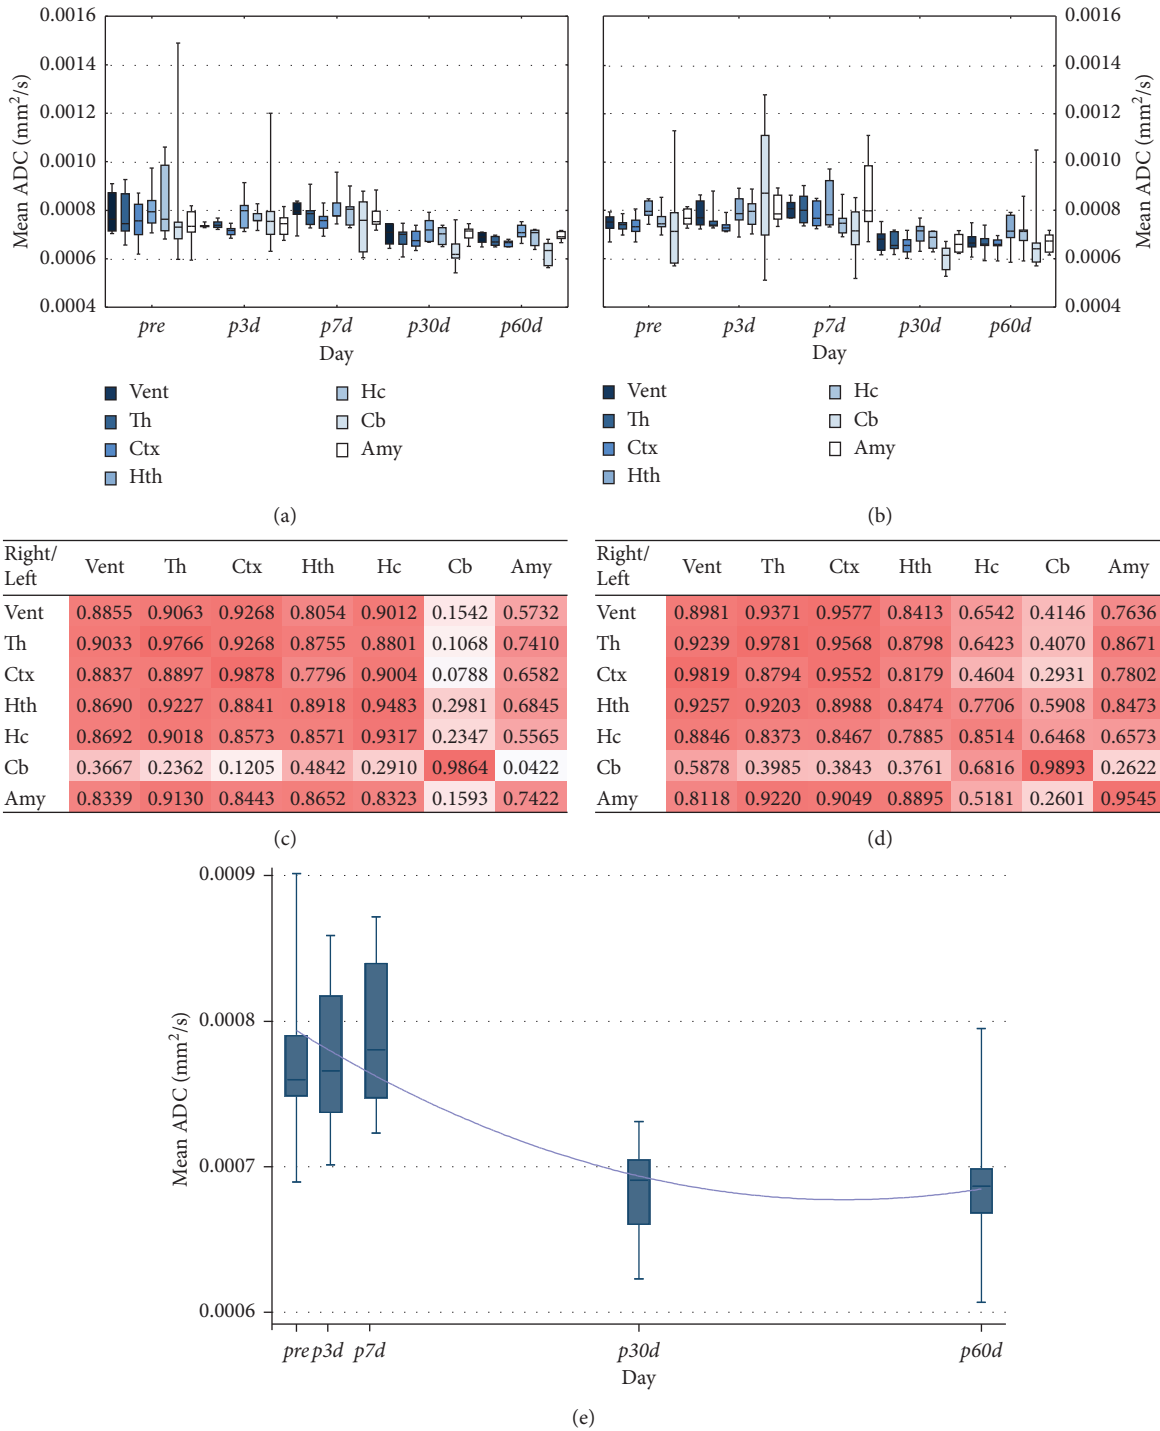 0.0016
0.0014
0.0012
0.0010
0.0008
0.0006
0.0004
Mean ADC (mm²/s)
pre p3d p7d p30d p60d
Day
Vent
Th
Ctx
Hth
Hc
Cb
Amy
(a)
0.0016
0.0014
0.0012
0.0010
0.0008
0.0006
0.0004
Mean ADC (mm²/s)
pre p3d p7d p30d p60d
Day
Vent
Th
Ctx
Hth
Hc
Cb
Amy
(b)
Right/
Left Vent Th Ctx Hth Hc Cb Amy
Vent 0.8855 0.9063 0.9268 0.8054 0.9012 0.1542 0.5732
Th 0.9033 0.9766 0.9268 0.8755 0.8801 0.1068 0.7410
Ctx 0.8837 0.8897 0.9878 0.7796 0.9004 0.0788 0.6582
Hth 0.8690 0.9227 0.8841 0.8918 0.9483 0.2981 0.6845
Hc 0.8692 0.9018 0.8573 0.8571 0.9317 0.2347 0.5565
Cb 0.3667 0.2362 0.1205 0.4842 0.2910 0.9864 0.0422
Amy 0.8339 0.9130 0.8443 0.8652 0.8323 0.1593 0.7422
(c)
Right/
Left Vent Th Ctx Hth Hc Cb Amy
Vent 0.8981 0.9371 0.9577 0.8413 0.6542 0.4146 0.7636
Th 0.9239 0.9781 0.9568 0.8798 0.6423 0.4070 0.8671
Ctx 0.9819 0.8794 0.9552 0.8179 0.4604 0.2931 0.7802
Hth 0.9257 0.9203 0.8988 0.8474 0.7706 0.5908 0.8473
Hc 0.8846 0.8373 0.8467 0.7885 0.8514 0.6468 0.6573
Cb 0.5878 0.3985 0.3843 0.3761 0.6816 0.9893 0.2622
Amy 0.8118 0.9220 0.9049 0.8895 0.5181 0.2601 0.9545
(d)
0.0009
0.0008
0.0007
0.0006
Mean ADC (mm²/s)
pre p3d p7d p30d p60d
Day
(e)